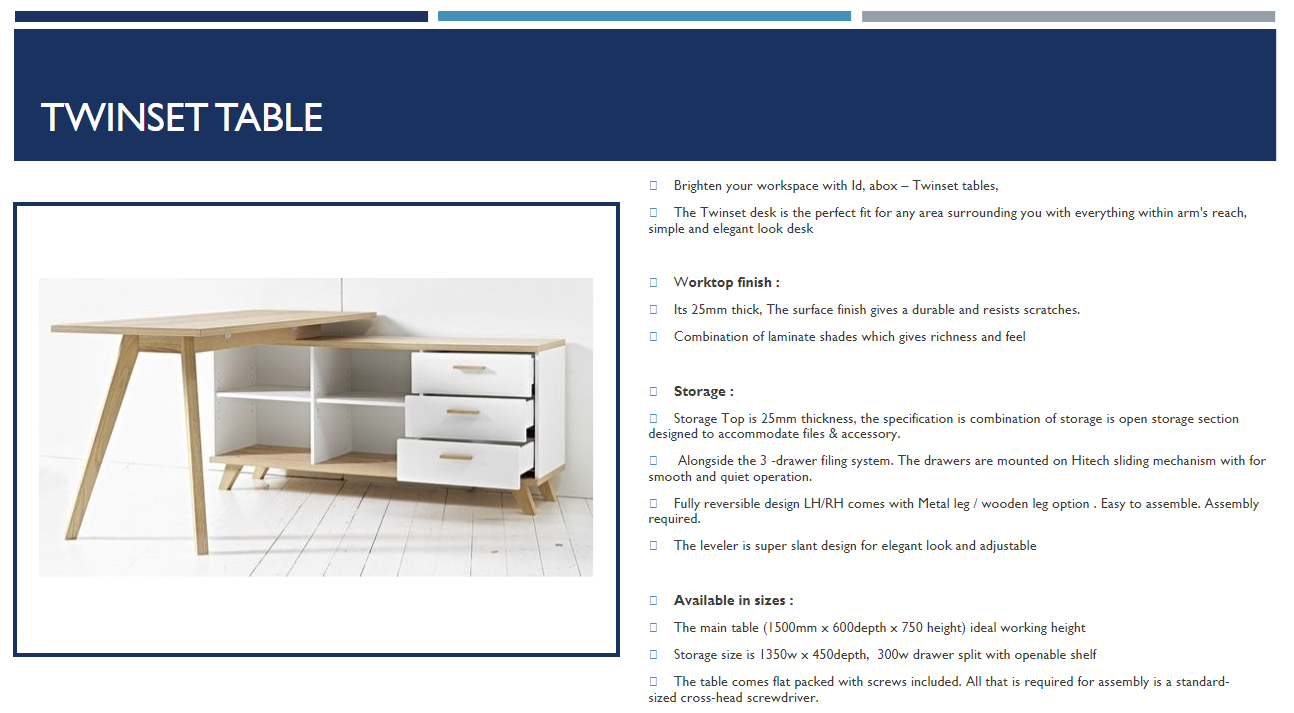 TWINSET TABLE
Brighten your workspace with Id, abox – Twinset tables,
The Twinset desk is the perfect fit for any area surrounding you with everything within arm's reach,
simple and elegant look desk
Worktop finish :
Its 25mm thick, The surface finish gives a durable and resists scratches.
Combination of laminate shades which gives richness and feel
Storage :
Storage Top is 25mm thickness, the specification is combination of storage is open storage section
designed to accommodate files & accessory.
Alongside the 3 -drawer filing system. The drawers are mounted on Hitech sliding mechanism with for
smooth and quiet operation.
Fully reversible design LH/RH comes with Metal leg / wooden leg option . Easy to assemble. Assembly
required.
The leveler is super slant design for elegant look and adjustable
Available in sizes :
The main table (1500mm x 600depth x 750 height) ideal working height
Storage size is 1350w x 450depth,  300w drawer split with openable shelf
The table comes flat packed with screws included. All that is required for assembly is a standard-
sized cross-head screwdriver.